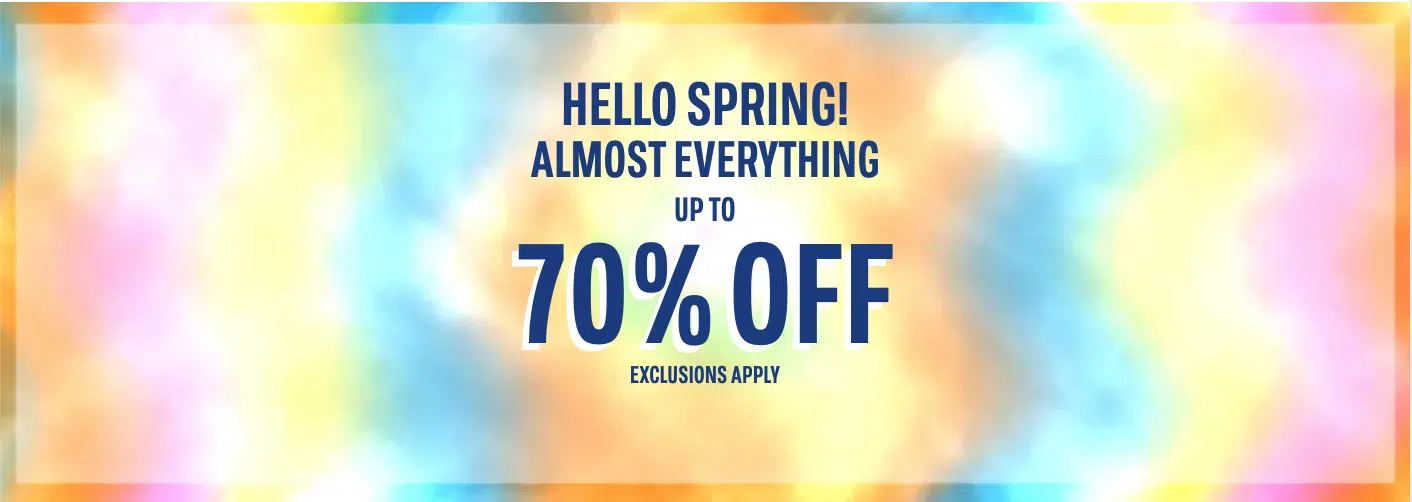 HELLO SPRING!
ALMOST EVERYTHING
UP TO
70% OFF
EXCLUSIONS APPLY